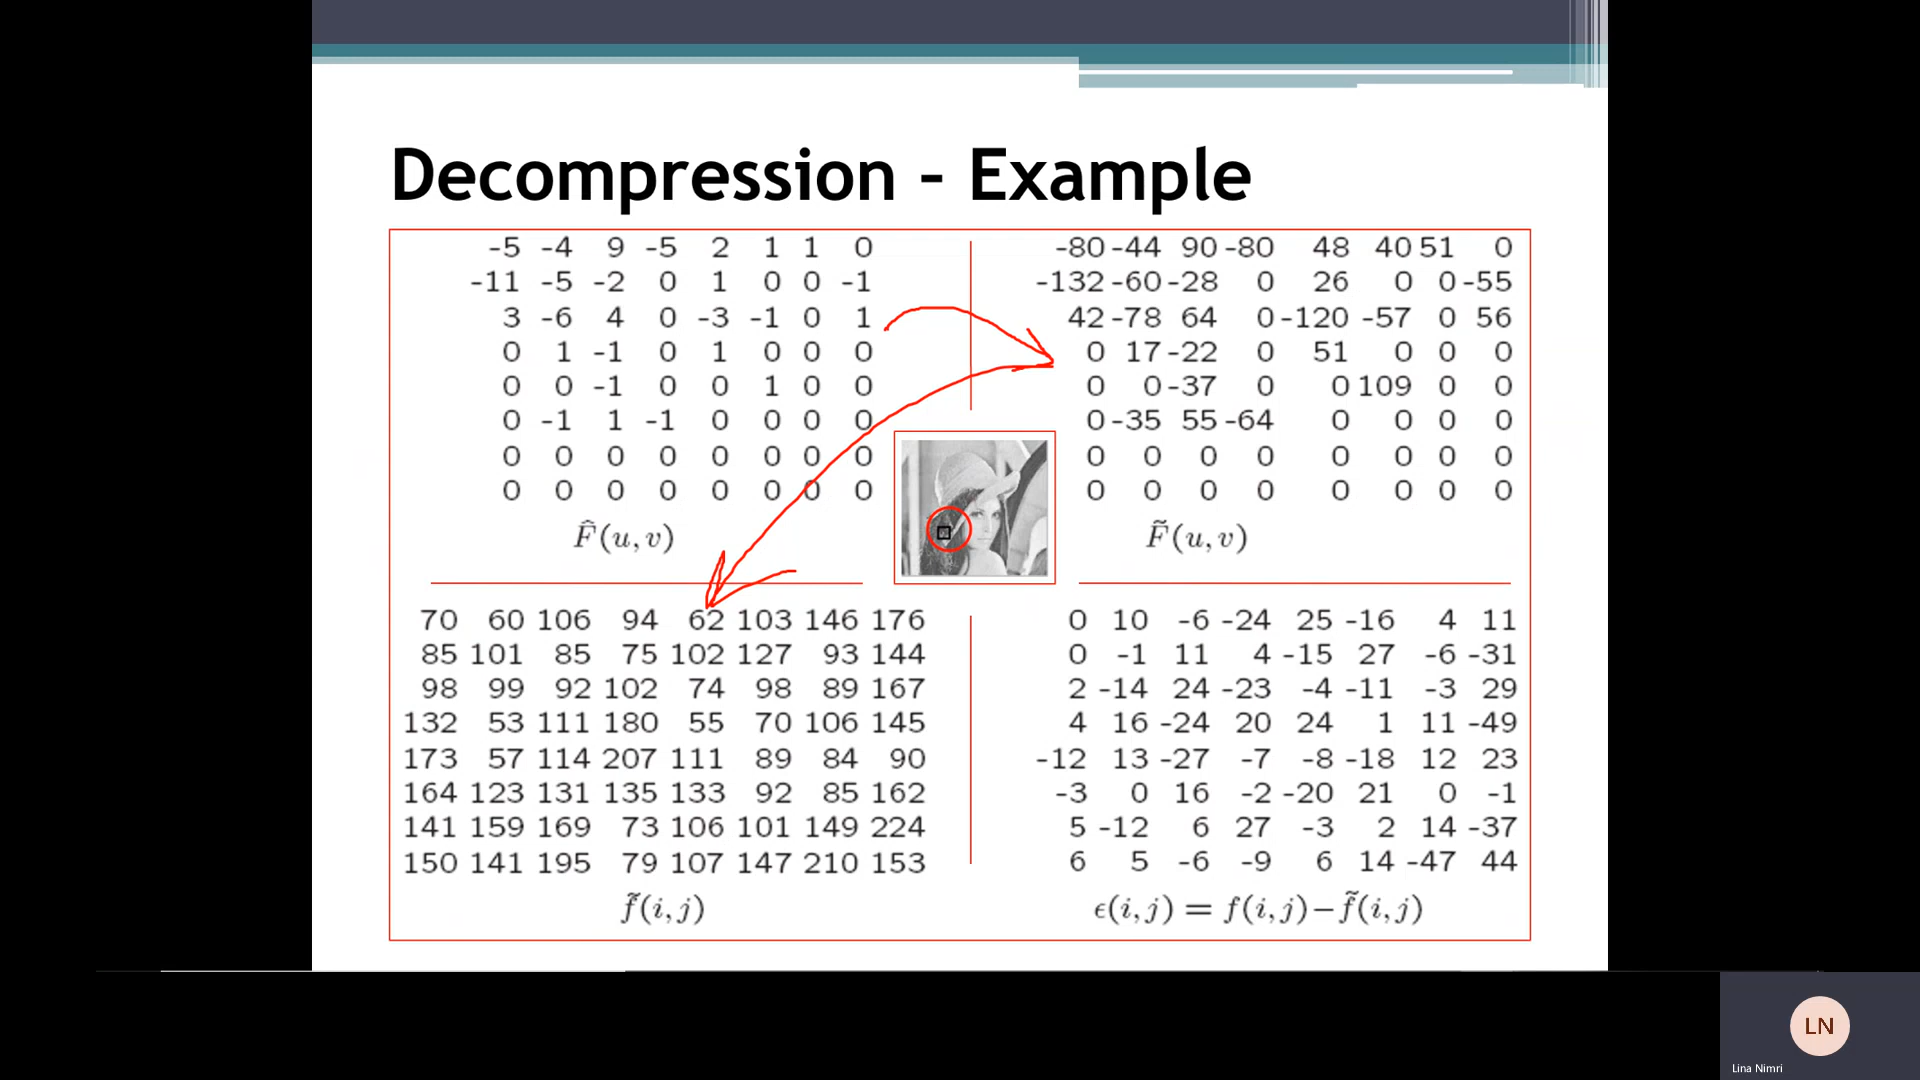 Decompression – Example
-5 -4 9 -5 2 1 1 0
-11 -5 -2 0 1 0 0 -1
3 -6 4 0 -3 -1 0 1
0 1 -1 0 1 0 0 0
0 0 -1 0 0 1 0 0
0 -1 1 -1 0 0 0 0
0 0 0 0 0 0 0 0
0 0 0 0 0 0 0 0
F̂(u, v)
-80 -44 90 -80 48 40 51 0
-132 -60 -28 0 26 0 0 -55
42 -78 64 0 -120 -57 0 56
0 17 -22 0 51 0 0 0
0 0 -37 0 0 109 0 0
0 -35 55 -64 0 0 0 0
0 0 0 0 0 0 0 0
0 0 0 0 0 0 0 0
F̃(u, v)
70 60 106 94 62 103 146 176
85 101 85 75 102 127 93 144
98 99 92 102 74 98 89 167
132 53 111 180 55 70 106 145
173 57 114 207 111 89 84 90
164 123 131 135 133 92 85 162
141 159 169 73 106 101 149 224
150 141 195 79 107 147 210 153
f̃(i, j)
0 10 -6 -24 25 -16 4 11
0 -1 11 4 -15 27 -6 -31
2 -14 24 -23 -4 -11 -3 29
4 16 -24 20 24 1 11 -49
-12 13 -27 -7 -8 -18 12 23
-3 0 16 -2 -20 21 0 -1
5 -12 6 27 -3 2 14 -37
6 5 -6 -9 6 14 -47 44
ϵ(i, j) = f(i, j) − f̃(i, j)
LN
Lina Nimri